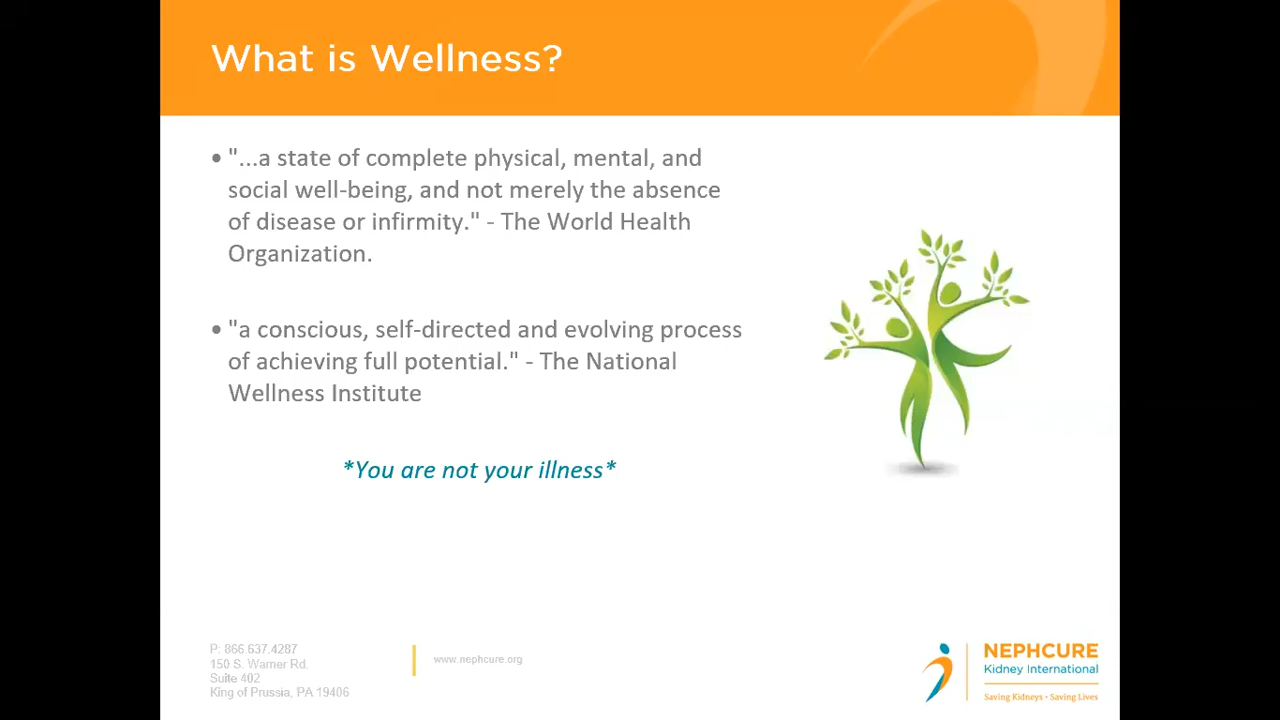 What is Wellness?
• "...a state of complete physical, mental, and
social well-being, and not merely the absence
of disease or infirmity." - The World Health
Organization.
• "a conscious, self-directed and evolving process
of achieving full potential." - The National
Wellness Institute
*You are not your illness*
P: 866.637.4287
150 S. Warner Rd.
Suite 402
King of Prussia, PA 19406
www.nephcure.org
NEPHCURE
Kidney International
Saving Kidneys • Saving Lives